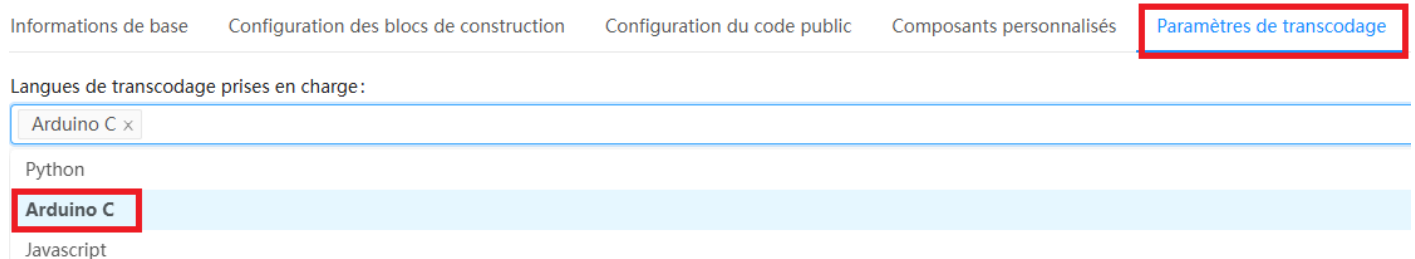 Informations de base Configuration des blocs de construction Configuration du code public Composants personnalisés Paramètres de transcodage
Langues de transcodage prises en charge:
Arduino C x
Python
Arduino C
Javascript